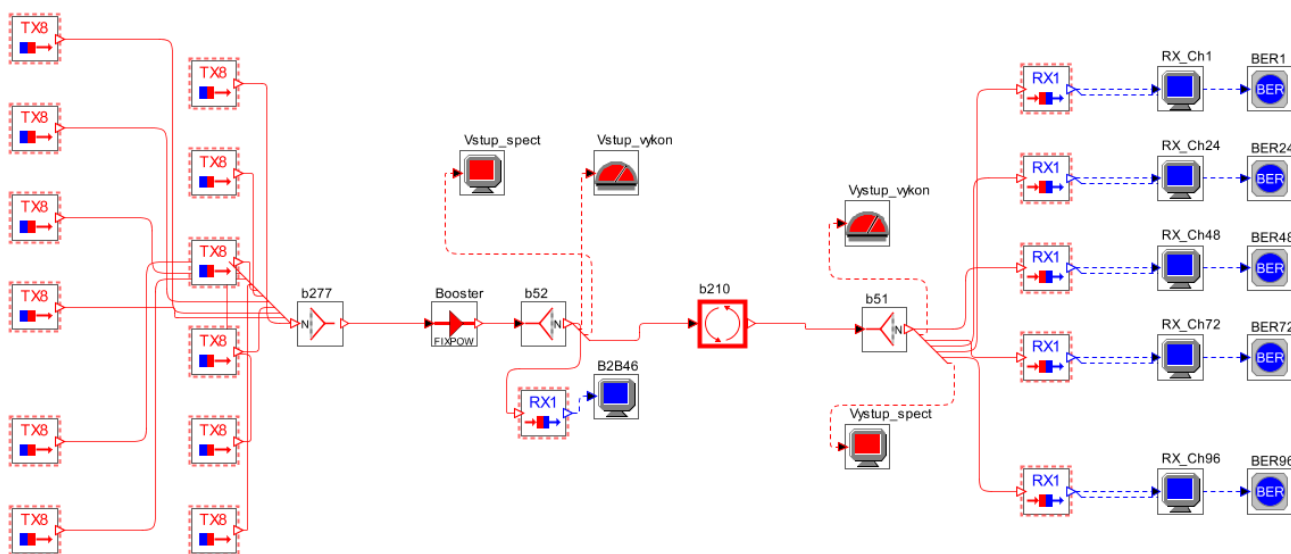 TX8
TX8
TX8
TX8
TX8
TX8
TX8
TX8
TX8
TX8
TX8
TX8
N
b277
Booster
FIXPOW
b52
N
Vstup_spect
Vstup_vykon
RX1
B2B46
b210
b51
N
Vystup_vykon
Vystup_spect
RX1
RX_Ch1
BER1
BER
RX1
RX_Ch24
BER24
BER
RX1
RX_Ch48
BER48
BER
RX1
RX_Ch72
BER72
BER
RX1
RX_Ch96
BER96
BER